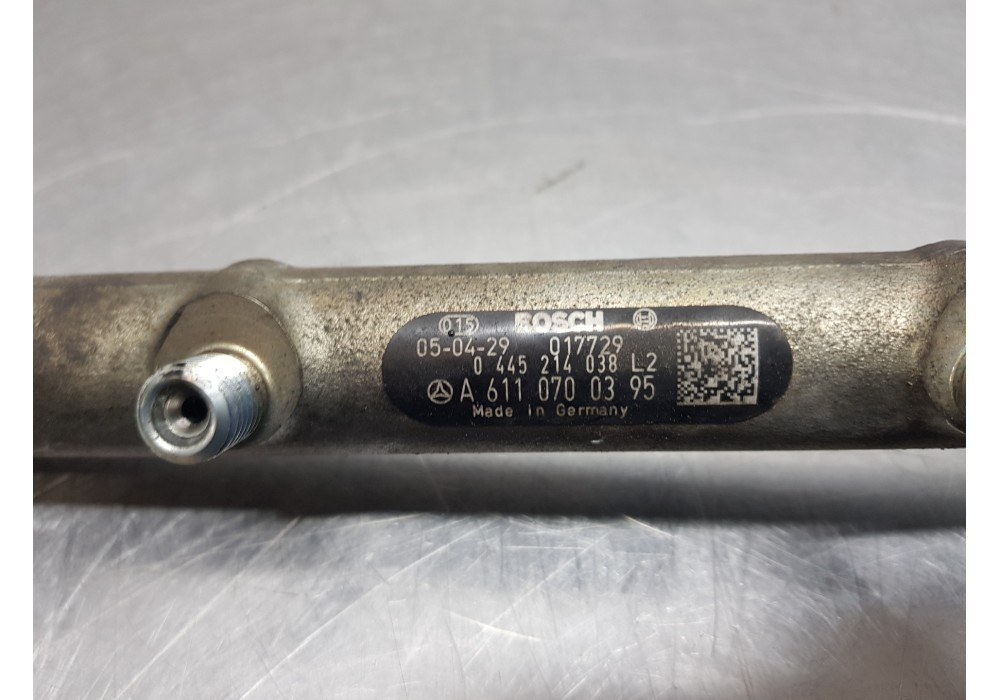 015 BOSCH
05-04-29 017729
0 445 214 038 L2
A 611 070 03 95
Made in Germany